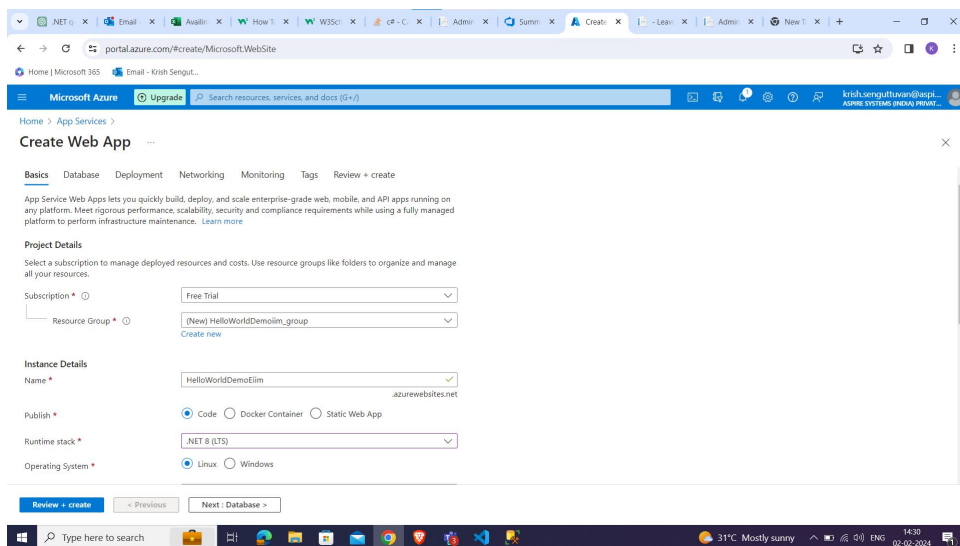 .NET q Email - Availin How T W3Sch c# - C Admin Summ Create - Leav Admin New T
portal.azure.com/#create/Microsoft.WebSite
K
Home | Microsoft 365 Email - Krish Sengut...
Microsoft Azure Upgrade Search resources, services, and docs (G+/) 1 krish.senguttuvan@aspi...
ASPIRE SYSTEMS (INDIA) PRIVAT...
Home > App Services >
Create Web App ...
Basics Database Deployment Networking Monitoring Tags Review + create
App Service Web Apps lets you quickly build, deploy, and scale enterprise-grade web, mobile, and API apps running on
any platform. Meet rigorous performance, scalability, security and compliance requirements while using a fully managed
platform to perform infrastructure maintenance. Learn more
Project Details
Select a subscription to manage deployed resources and costs. Use resource groups like folders to organize and manage
all your resources.
Subscription * Free Trial
Resource Group * (New) HelloWorldDemoiim_group
Create new
Instance Details
Name * HelloWorldDemoEiim
.azurewebsites.net
Publish * Code Docker Container Static Web App
Runtime stack * .NET 8 (LTS)
Operating System * Linux Windows
Review + create < Previous Next : Database >
Type here to search 31°C Mostly sunny ENG 14:30
02-02-2024